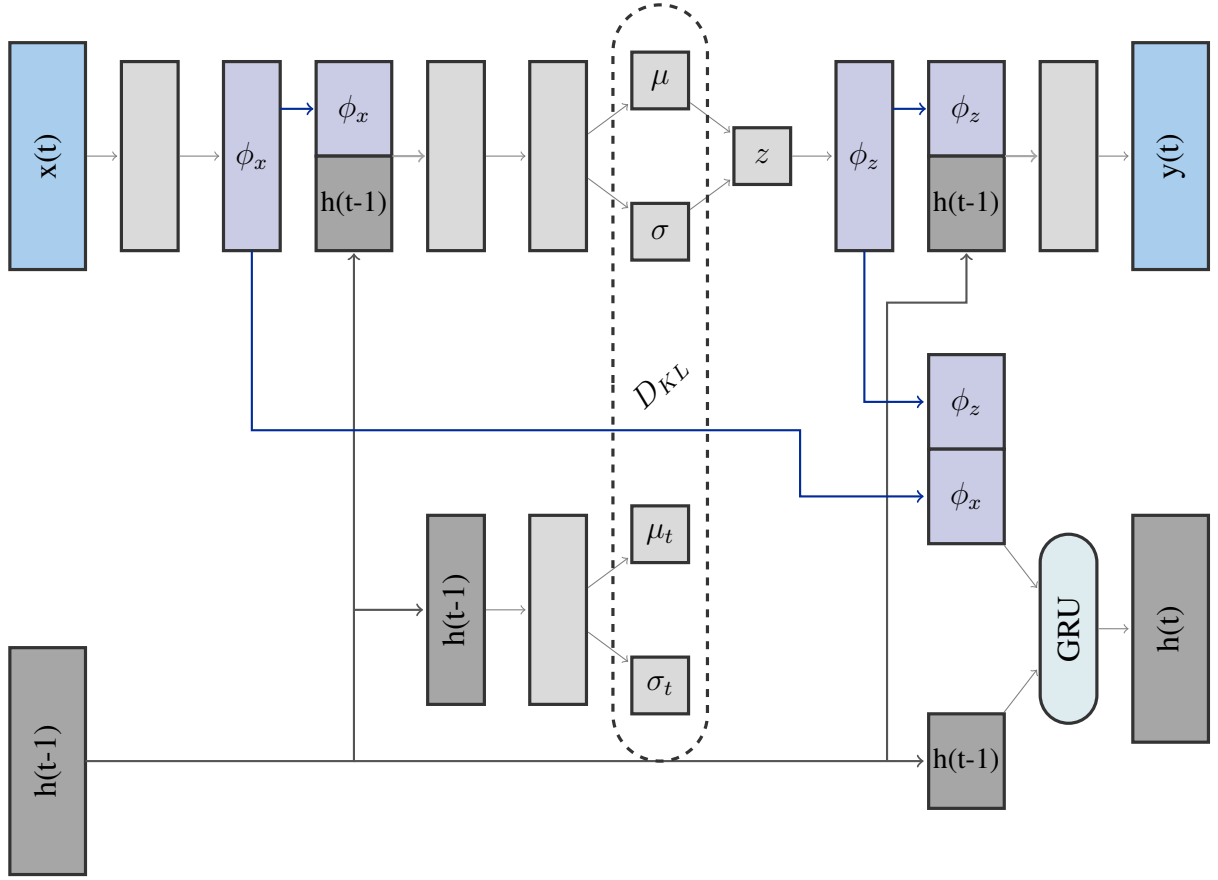 x(t)
ϕx
ϕx
h(t-1)
μ
σ
z
ϕz
ϕz
h(t-1)
y(t)
DKL
ϕz
ϕx
h(t-1)
μt
σt
GRU
h(t)
h(t-1)
h(t-1)